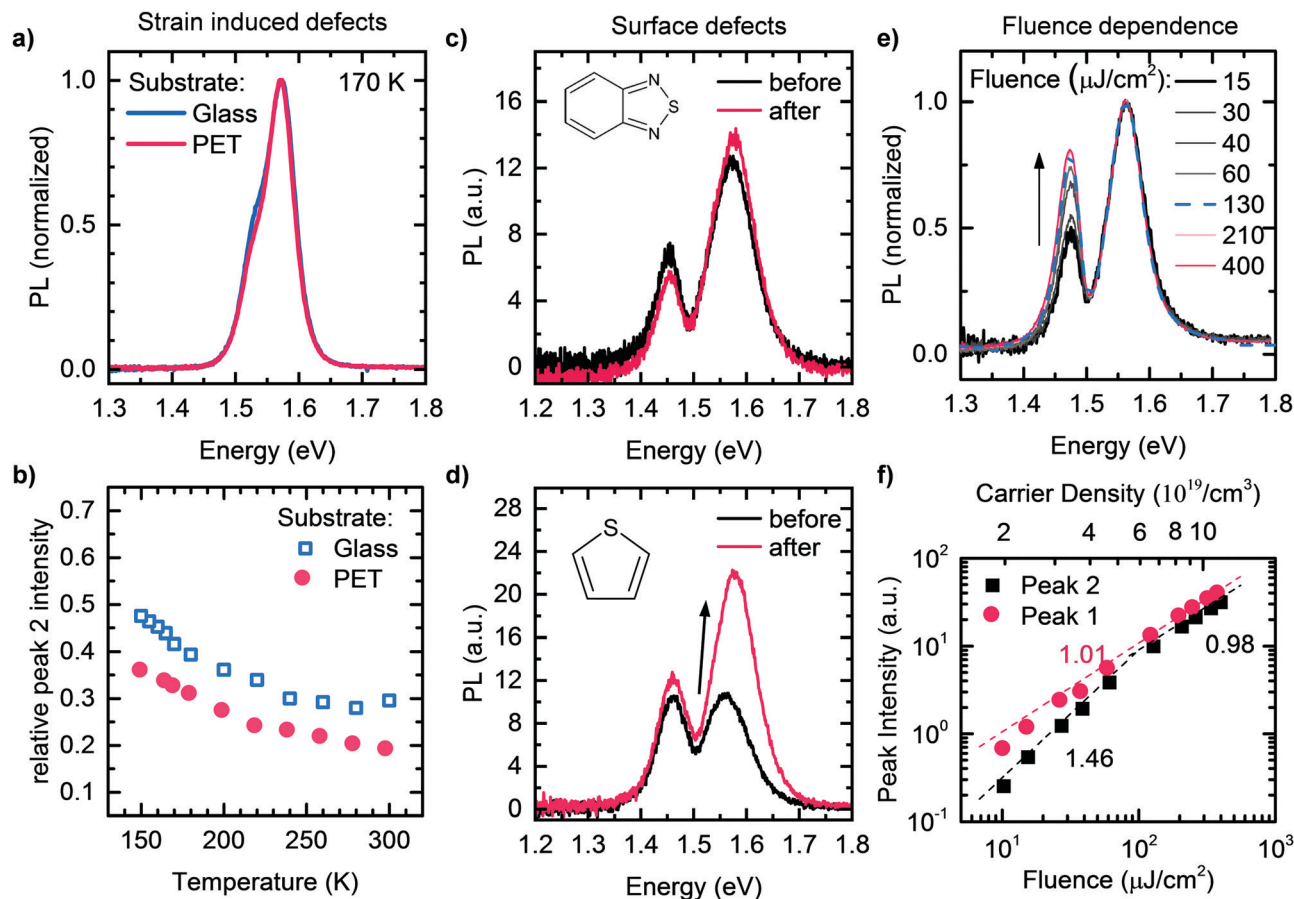 Strain induced defects
a)
Substrate:
170 K
Glass
PET
1.0
0.5
0.0
PL (normalized)
1.3 1.4 1.5 1.6 1.7 1.8
Energy (eV)
b)
Substrate:
Glass
PET
0.7
0.6
0.5
0.4
0.3
0.2
0.1
relative peak 2 intensity
150 200 250 300
Temperature (K)
Surface defects
c)
N
S
N
before
after
16
12
8
4
0
PL (a.u.)
1.2 1.3 1.4 1.5 1.6 1.7 1.8
Energy (eV)
d)
S
before
after
28
24
20
16
12
8
4
0
PL (a.u.)
1.2 1.3 1.4 1.5 1.6 1.7 1.8
Energy (eV)
Fluence dependence
e)
Fluence (μJ/cm²):
15
30
40
60
130
210
400
1.0
0.5
0.0
PL (normalized)
1.3 1.4 1.5 1.6 1.7 1.8
Energy (eV)
f)
Carrier Density (10¹⁹/cm³)
2 4 6 8 10
Peak 2
Peak 1
1.01
0.98
1.46
10²
10¹
10⁰
10⁻¹
Peak Intensity (a.u.)
10¹ 10² 10³
Fluence (μJ/cm²)